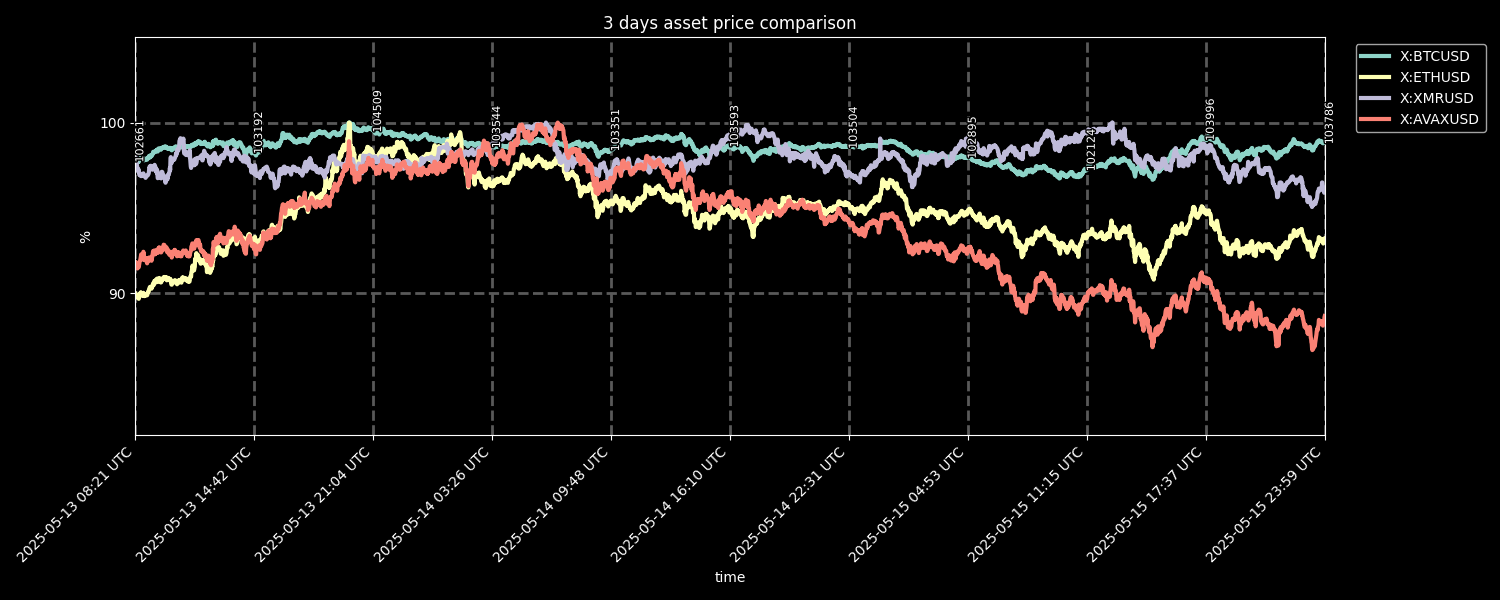 3 days asset price comparison
X:BTCUSD
X:ETHUSD
X:XMRUSD
X:AVAXUSD
100
90
%
102661
103192
104509
103544
103351
103593
103504
102895
102124
103996
103786
2025-05-13 08:21 UTC
2025-05-13 14:42 UTC
2025-05-13 21:04 UTC
2025-05-14 03:26 UTC
2025-05-14 09:48 UTC
2025-05-14 16:10 UTC
2025-05-14 22:31 UTC
2025-05-15 04:53 UTC
2025-05-15 11:15 UTC
2025-05-15 17:37 UTC
2025-05-15 23:59 UTC
time